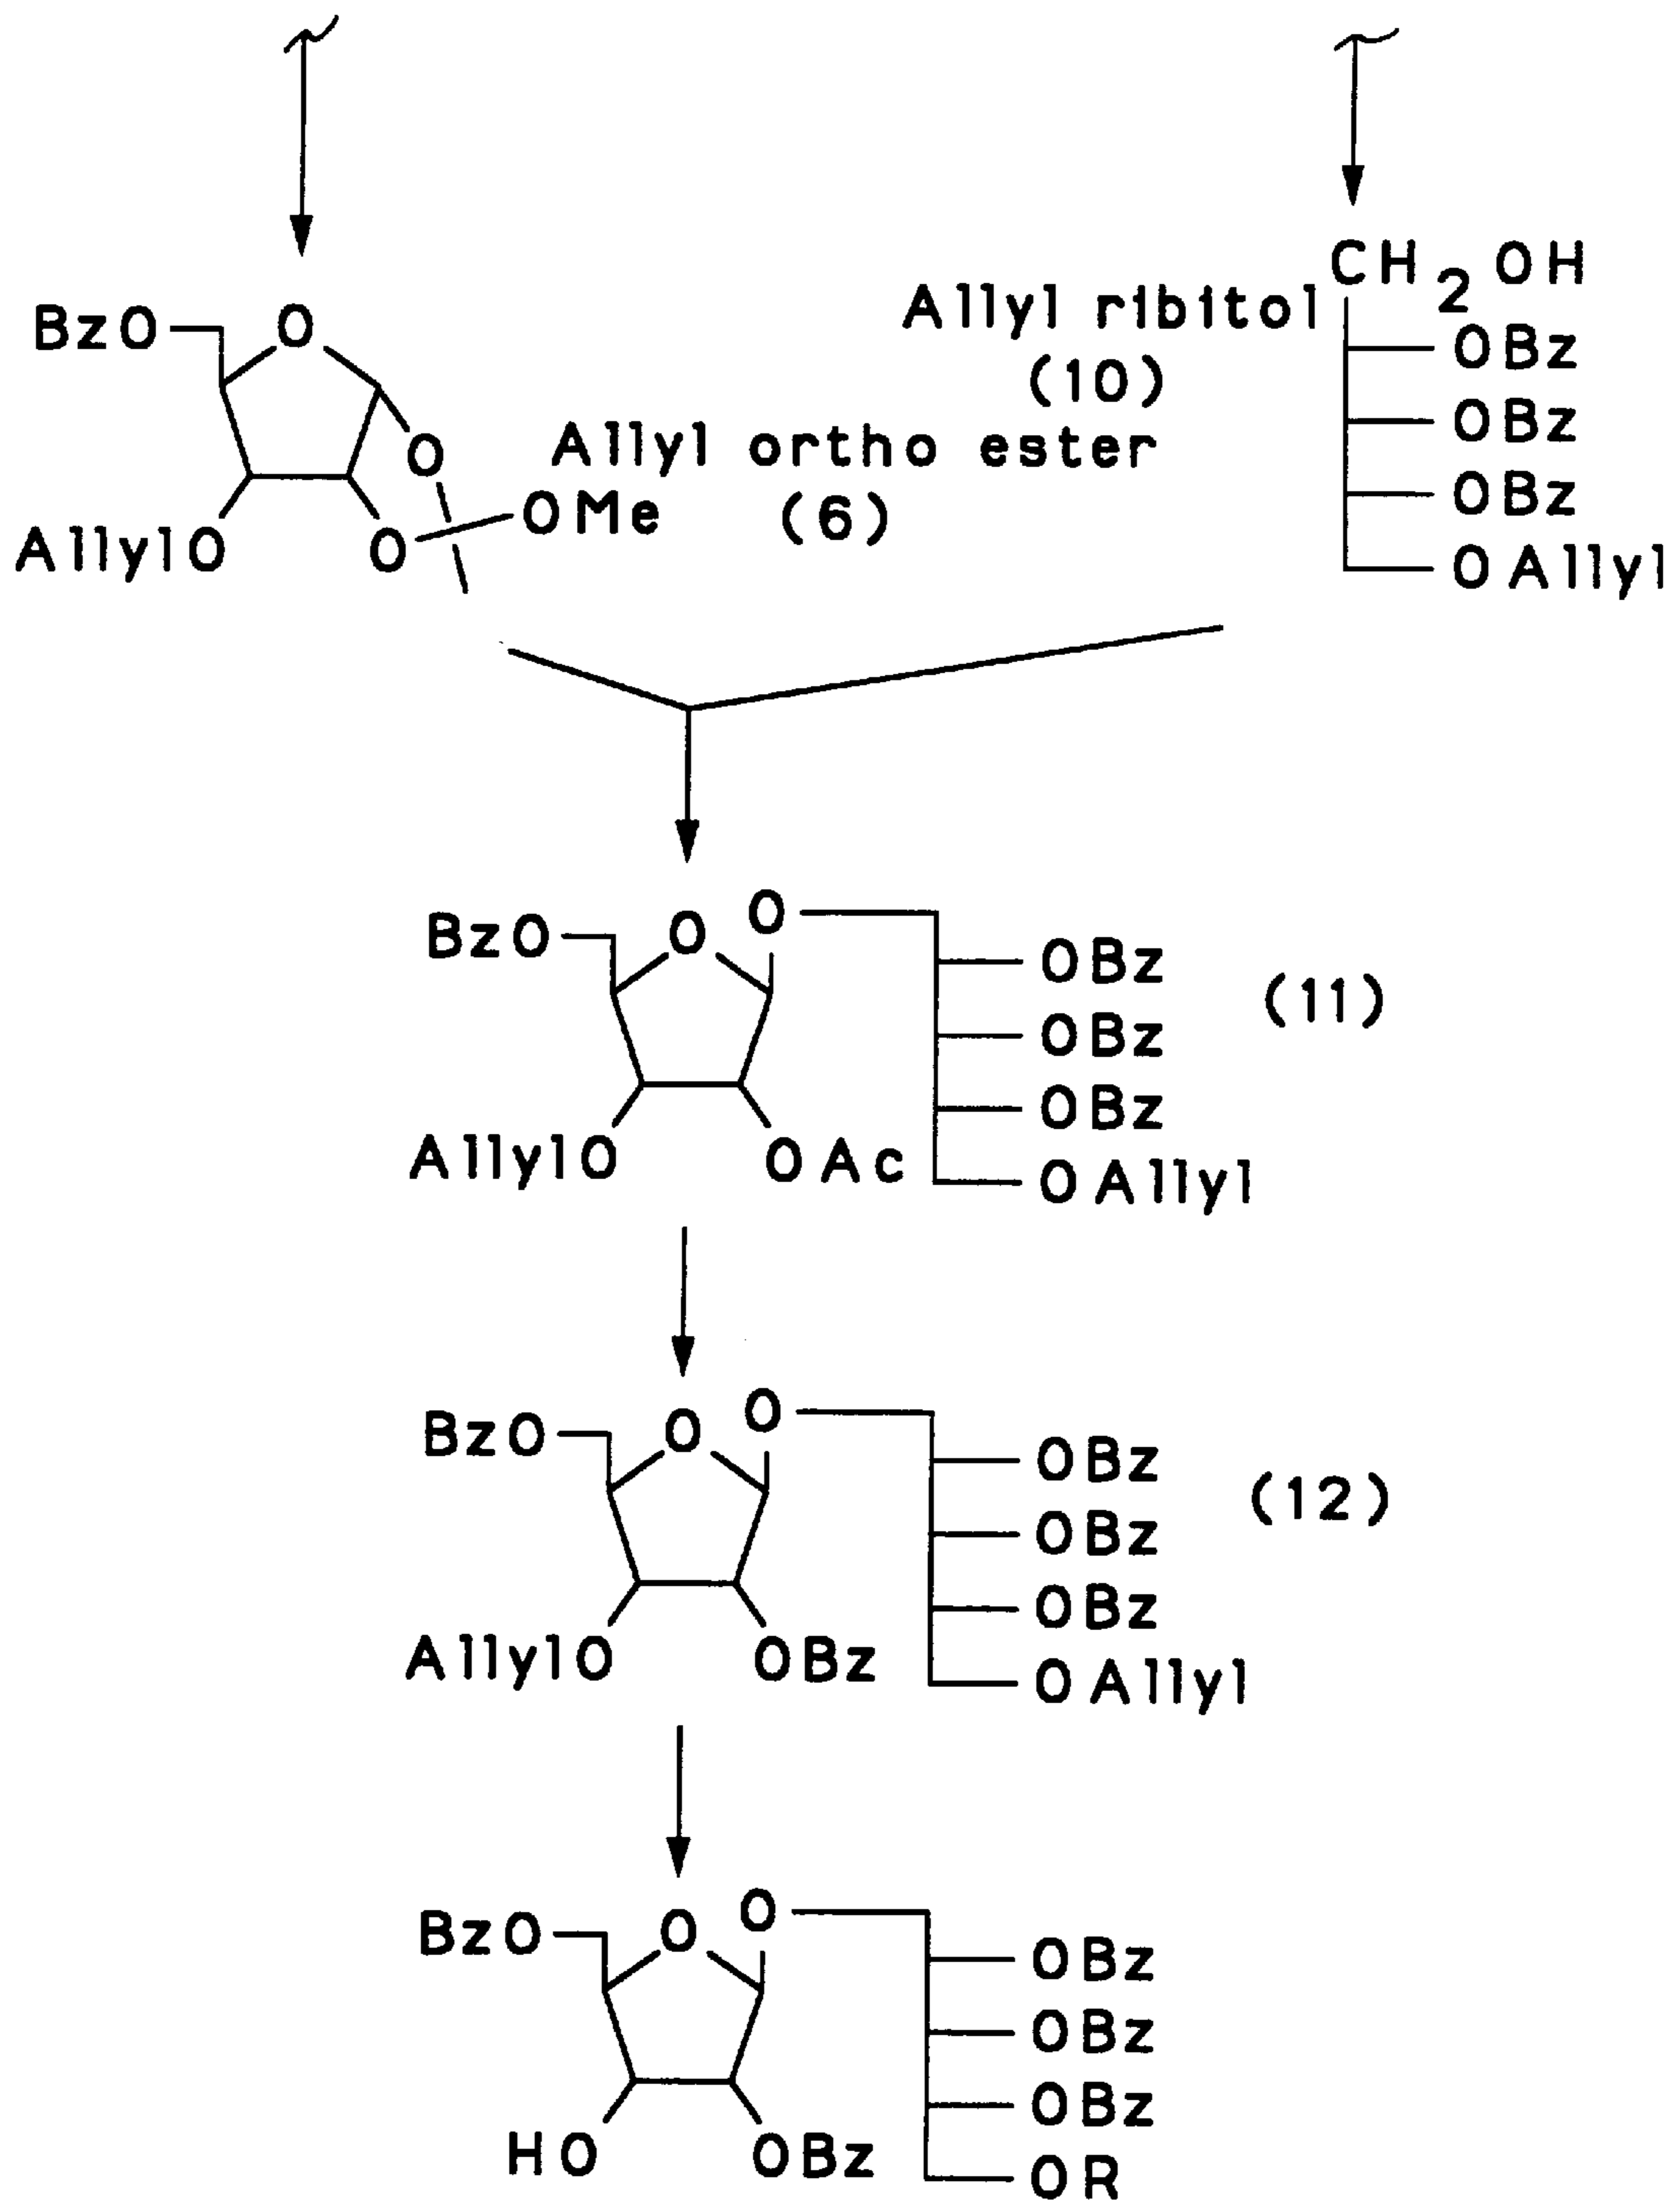 CH2OH
BzO
O
Allyl ribitol
OBz
(10)
OBz
O
Allyl ortho ester
OBz
OMe
(6)
AllylO
O
OAllyl
BzO
O
O
OBz
(11)
OBz
OBz
AllylO
OAc
OAllyl
BzO
O
O
OBz
(12)
OBz
OBz
AllylO
OBz
OAllyl
BzO
O
O
OBz
OBz
OBz
HO
OBz
OR